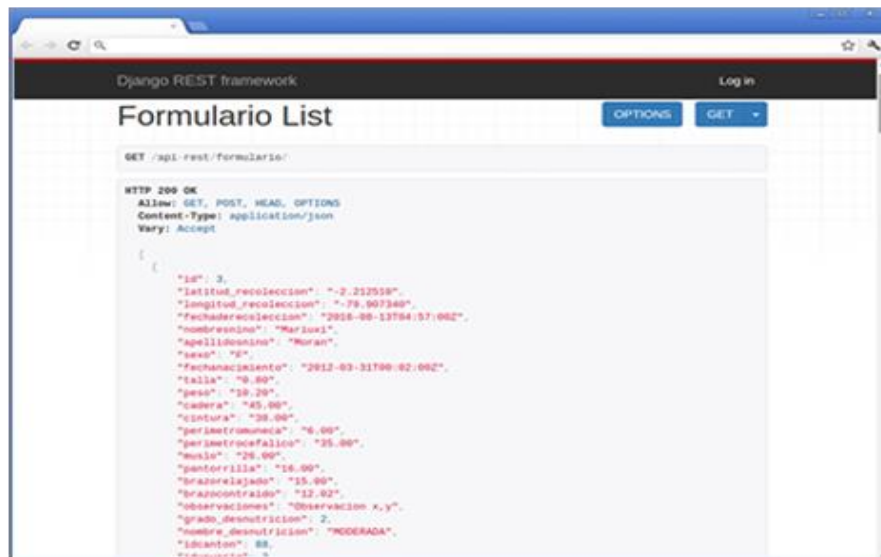 Django REST framework
Log in
Formulario List
OPTIONS
GET
GET /api-rest/formulario/
HTTP 200 OK
Allow: GET, POST, HEAD, OPTIONS
Content-Type: application/json
Vary: Accept
[
{
"id": 3,
"latitud_recoleccion": "-2.212510",
"longitud_recoleccion": "-79.907340",
"fechaderecoleccion": "2016-08-13T04:57:00Z",
"nombresnino": "Mariuxi",
"apellidosnino": "Moran",
"sexo": "F",
"fechanacimiento": "2012-03-31T00:02:00Z",
"talla": "0.80",
"peso": "10.20",
"cadera": "45.00",
"cintura": "38.00",
"perimetromuneca": "6.00",
"perimetrocefalico": "35.00",
"muslo": "26.00",
"pantorrilla": "16.00",
"brazorelajado": "15.00",
"brazocontraido": "12.02",
"observaciones": "Observacion x,y",
"grado_desnutricion": 2,
"nombre_desnutricion": "MODERADA",
"idcanton": 88,